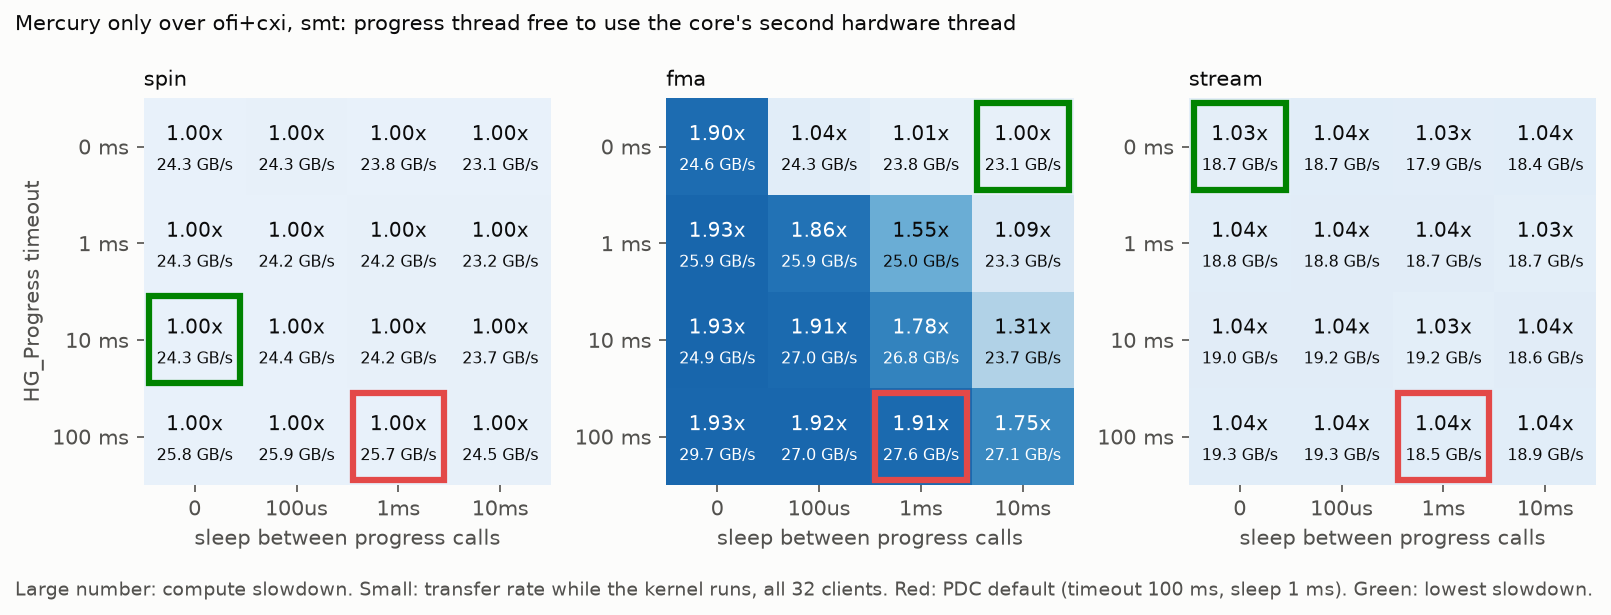 Mercury only over ofi+cxi, smt: progress thread free to use the core's second hardware thread
spin
fma
stream
HG_Progress timeout
0 ms
1.00x 1.00x 1.00x 1.00x
24.3 GB/s 24.3 GB/s 23.8 GB/s 23.1 GB/s
1 ms
1.00x 1.00x 1.00x 1.00x
24.3 GB/s 24.2 GB/s 24.2 GB/s 23.2 GB/s
10 ms
1.00x 1.00x 1.00x 1.00x
24.3 GB/s 24.4 GB/s 24.2 GB/s 23.7 GB/s
100 ms
1.00x 1.00x 1.00x 1.00x
25.8 GB/s 25.9 GB/s 25.7 GB/s 24.5 GB/s
0 100us 1ms 10ms
sleep between progress calls
0 ms
1.90x 1.04x 1.01x 1.00x
24.6 GB/s 24.3 GB/s 23.8 GB/s 23.1 GB/s
1 ms
1.93x 1.86x 1.55x 1.09x
25.9 GB/s 25.9 GB/s 25.0 GB/s 23.3 GB/s
10 ms
1.93x 1.91x 1.78x 1.31x
24.9 GB/s 27.0 GB/s 26.8 GB/s 23.7 GB/s
100 ms
1.93x 1.92x 1.91x 1.75x
29.7 GB/s 27.0 GB/s 27.6 GB/s 27.1 GB/s
0 100us 1ms 10ms
sleep between progress calls
0 ms
1.03x 1.04x 1.03x 1.04x
18.7 GB/s 18.7 GB/s 17.9 GB/s 18.4 GB/s
1 ms
1.04x 1.04x 1.04x 1.03x
18.8 GB/s 18.8 GB/s 18.7 GB/s 18.7 GB/s
10 ms
1.04x 1.04x 1.03x 1.04x
19.0 GB/s 19.2 GB/s 19.2 GB/s 18.6 GB/s
100 ms
1.04x 1.04x 1.04x 1.04x
19.3 GB/s 19.3 GB/s 18.5 GB/s 18.9 GB/s
0 100us 1ms 10ms
sleep between progress calls
Large number: compute slowdown. Small: transfer rate while the kernel runs, all 32 clients. Red: PDC default (timeout 100 ms, sleep 1 ms). Green: lowest slowdown.